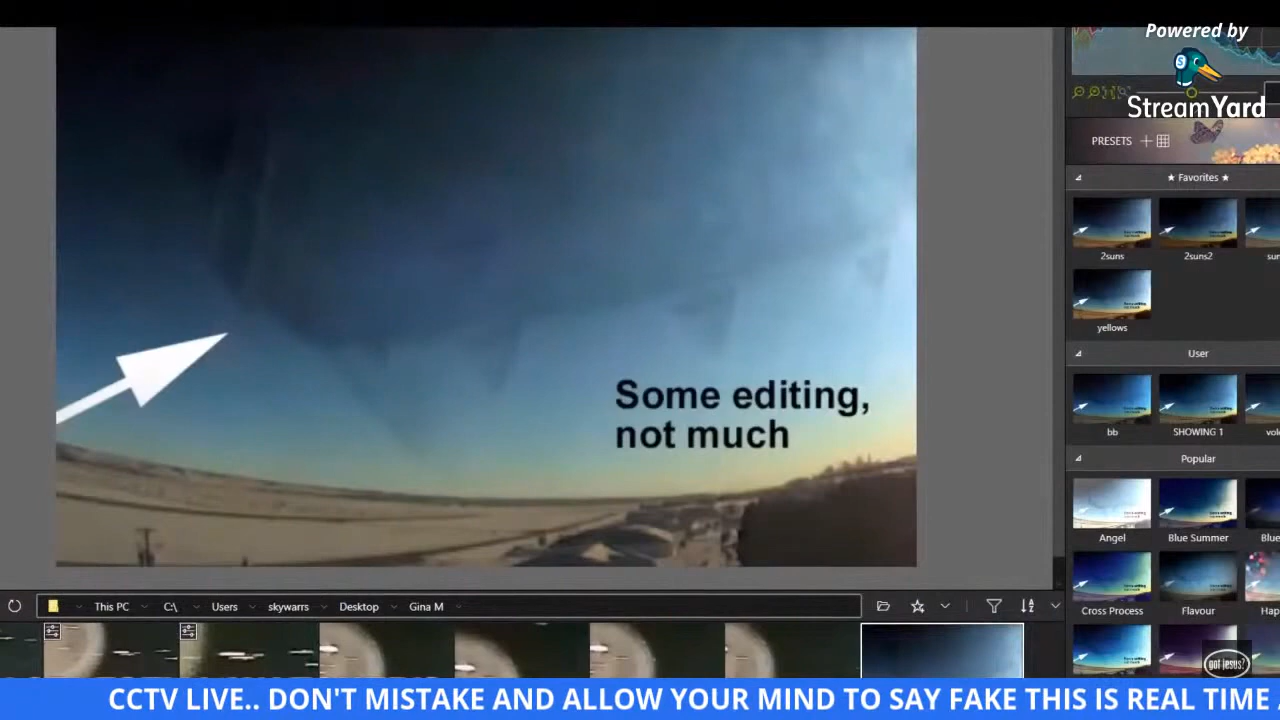 Powered by
StreamYard
PRESETS
★ Favorites ★
2suns
2suns2
yellows
User
bb
SHOWING 1
Popular
Some editing,
not much
Angel
Blue Summer
Cross Process
Flavour
This PC
C:\
Users
skywarrs
Desktop
Gina M
got Jesus?
CCTV LIVE.. DON'T MISTAKE AND ALLOW YOUR MIND TO SAY FAKE THIS IS REAL TIME